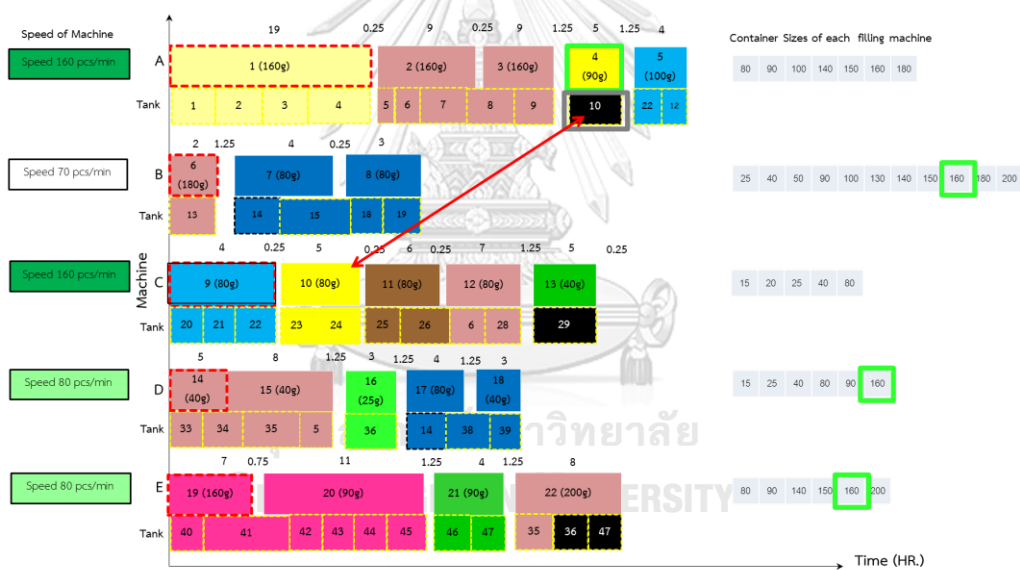 19 0.25 9 0.25 9 1.25 5 1.25 4
Speed of Machine
Container Sizes of each filling machine
Speed 160 pcs/min
A
1 (160g) 2 (160g) 3 (160g) 4 (90g) 5 (100g)
80 90 100 140 150 160 180
Tank
1 2 3 4 5 6 7 8 9 10 22 12
2 1.25 4 0.25 3
Speed 70 pcs/min
B
6 (180g) 7 (80g) 8 (80g)
25 40 50 90 100 130 140 150 160 180 200
Tank
13 14 15 18 19
4 0.25 5 0.25 6 0.25 7 1.25 5 0.25
Machine
Speed 160 pcs/min
C
9 (80g) 10 (80g) 11 (80g) 12 (80g) 13 (40g)
15 20 25 40 80
Tank
20 21 22 23 24 25 26 6 28 29
5 8 1.25 3 1.25 4 1.25 3
Speed 80 pcs/min
D
14 (40g) 15 (40g) 16 (25g) 17 (80g) 18 (40g)
15 25 40 80 90 160
Tank
33 34 35 5 36 14 38 39
7 0.75 11 1.25 4 1.25 8
Speed 80 pcs/min
E
19 (160g) 20 (90g) 21 (90g) 22 (200g)
80 90 140 150 160 200
Tank
40 41 42 43 44 45 46 47 35 36 47
Time (HR.)